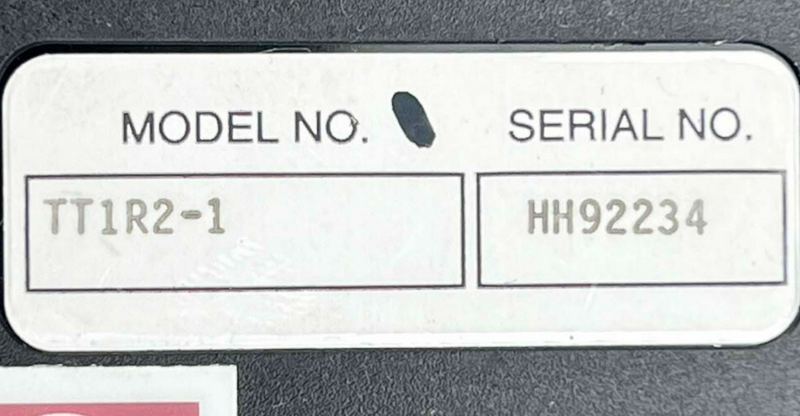 MODEL NO. SERIAL NO.
TT1R2-1 HH92234